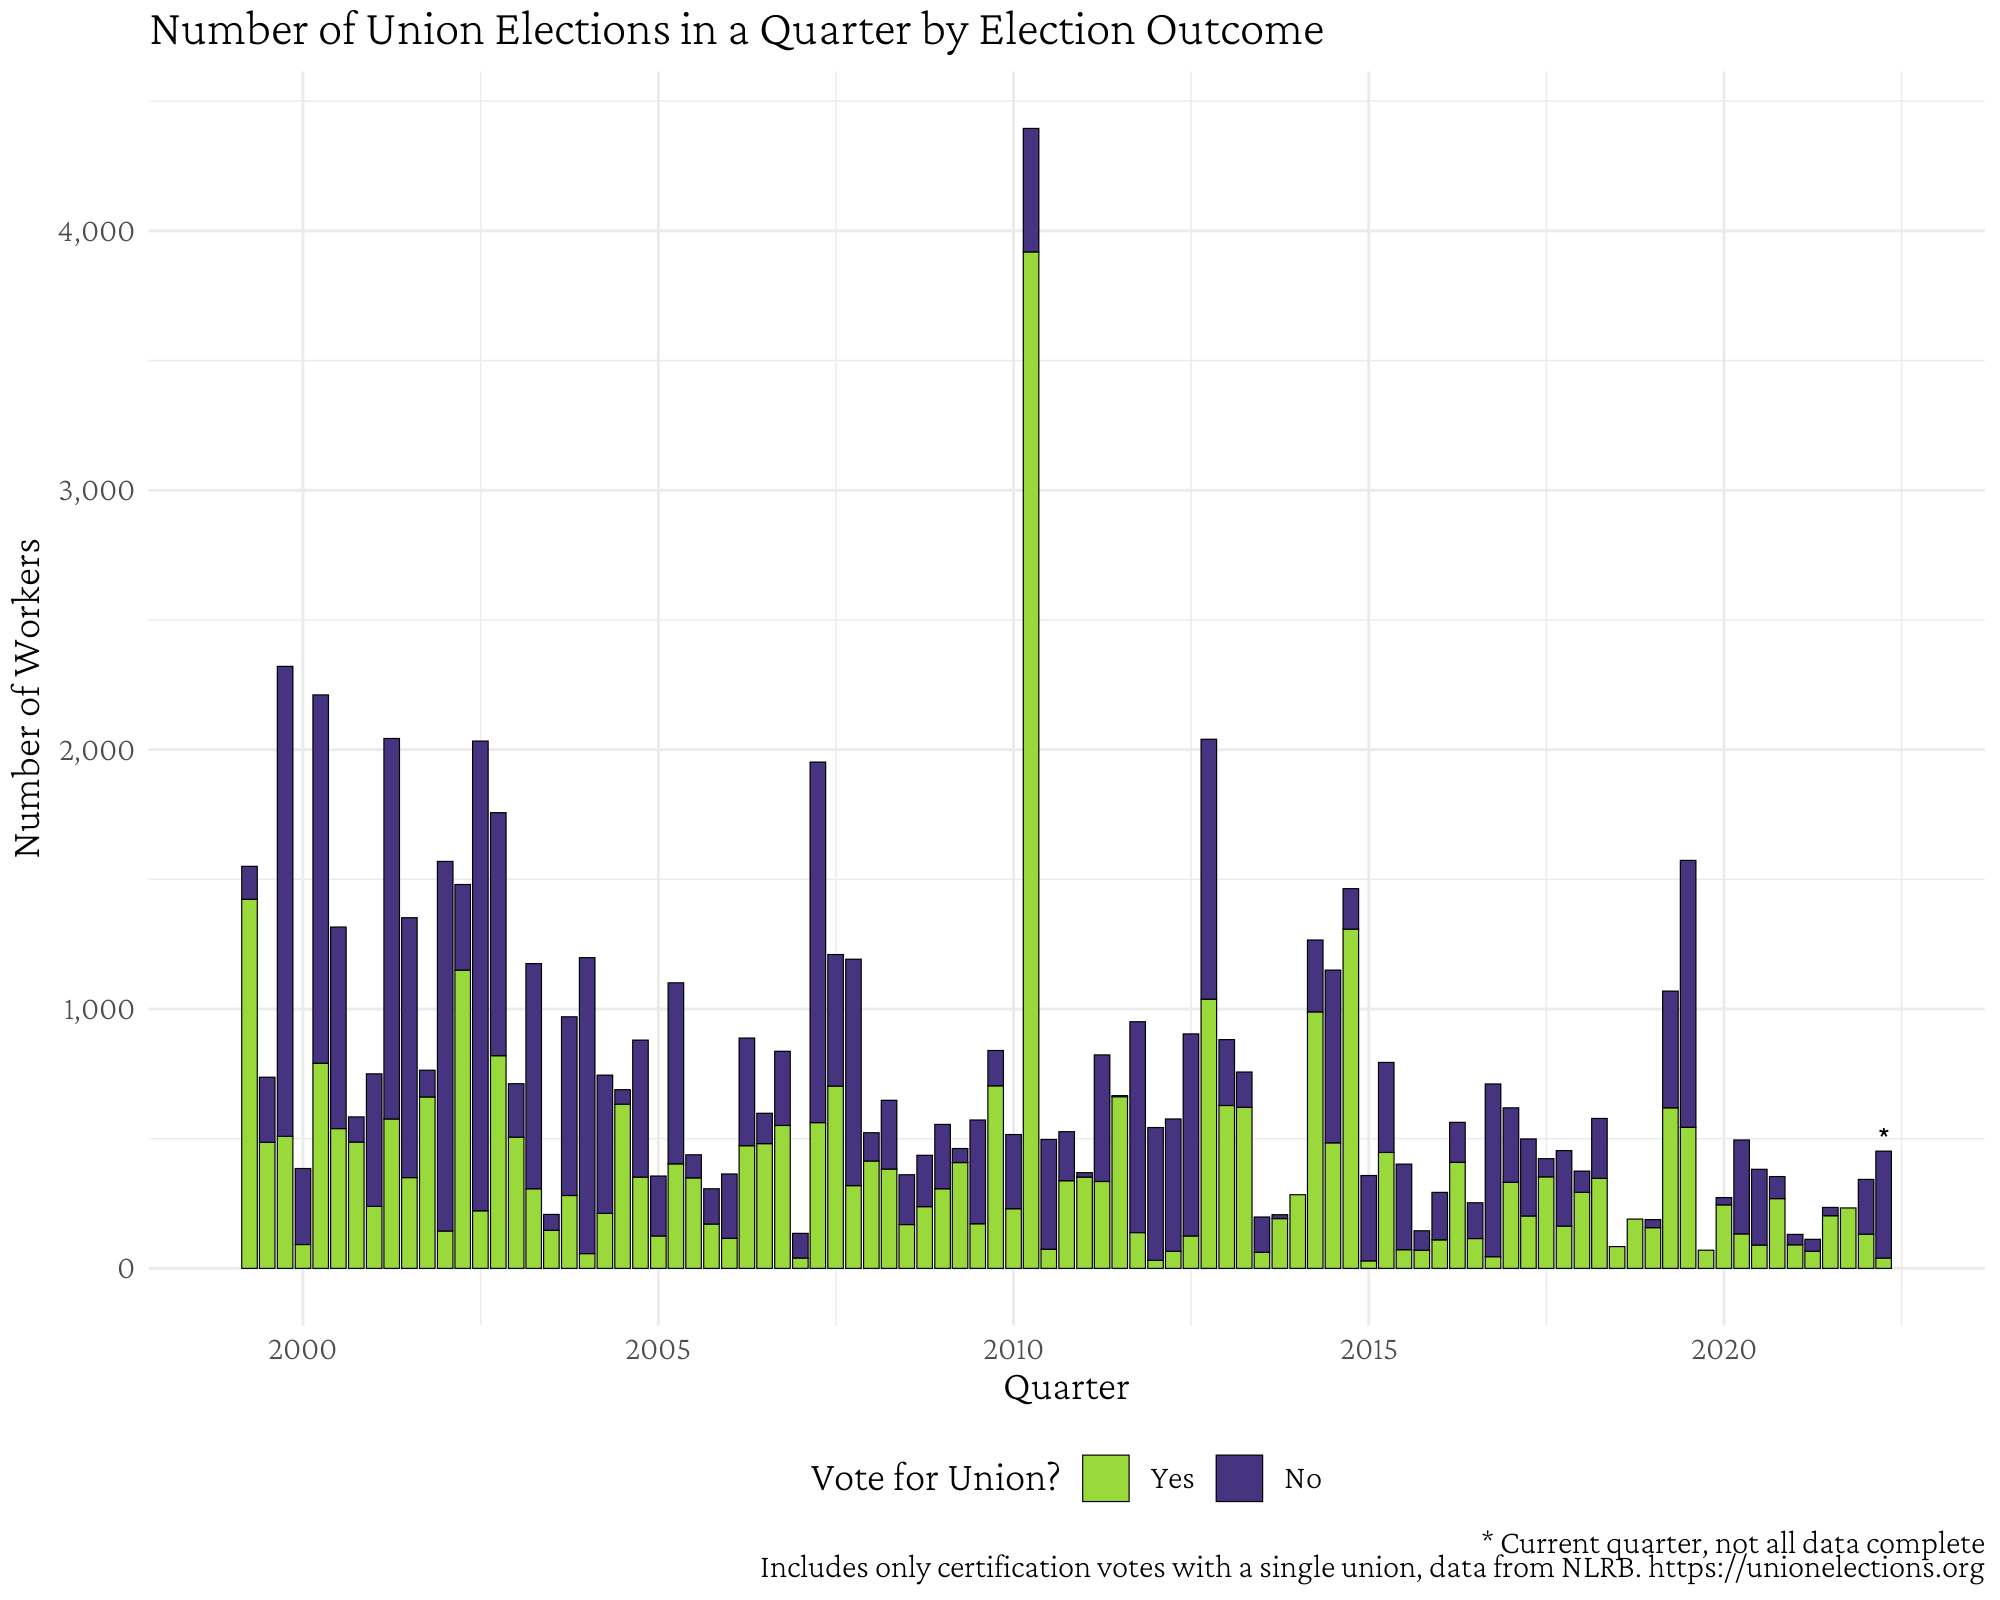 Number of Union Elections in a Quarter by Election Outcome
Number of Workers
4,000
3,000
2,000
1,000
0
*
2000 2005 2010 2015 2020
Quarter
Vote for Union? Yes No
* Current quarter, not all data complete
Includes only certification votes with a single union, data from NLRB. https://unionelections.org